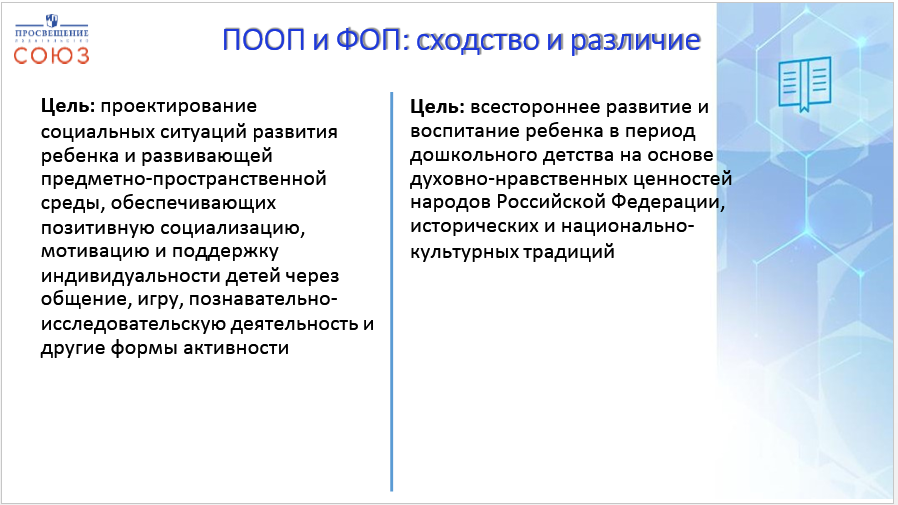 ПРОСВЕЩЕНИЕ
СОЮЗ
ПООП и ФОП: сходство и различие
Цель: проектирование
социальных ситуаций развития
ребенка и развивающей
предметно-пространственной
среды, обеспечивающих
позитивную социализацию,
мотивацию и поддержку
индивидуальности детей через
общение, игру, познавательно-
исследовательскую деятельность и
другие формы активности
Цель: всестороннее развитие и
воспитание ребенка в период
дошкольного детства на основе
духовно-нравственных ценностей
народов Российской Федерации,
исторических и национально-
культурных традиций